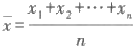 x̄ = (x₁+x₂+⋯+xₙ)/n